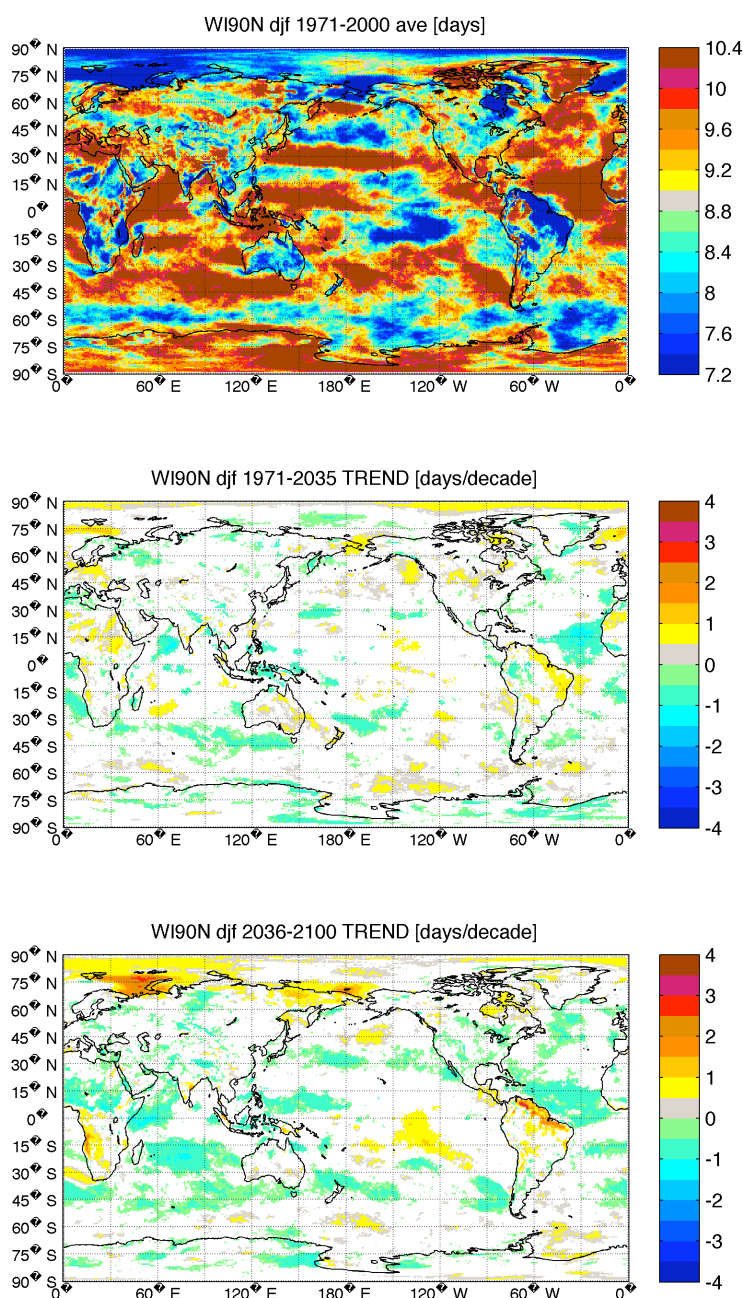 WI90N djf 1971-2000 ave [days]
90� N
75� N
60� N
45� N
30� N
15� N
0�
15� S
30� S
45� S
60� S
75� S
90� S
0� 60� E 120� E 180� E 120� W 60� W 0�
10.4
10
9.6
9.2
8.8
8.4
8
7.6
7.2
WI90N djf 1971-2035 TREND [days/decade]
90� N
75� N
60� N
45� N
30� N
15� N
0�
15� S
30� S
45� S
60� S
75� S
90� S
0� 60� E 120� E 180� E 120� W 60� W 0�
4
3
2
1
0
-1
-2
-3
-4
WI90N djf 2036-2100 TREND [days/decade]
90� N
75� N
60� N
45� N
30� N
15� N
0�
15� S
30� S
45� S
60� S
75� S
90� S
0� 60� E 120� E 180� E 120� W 60� W 0�
4
3
2
1
0
-1
-2
-3
-4